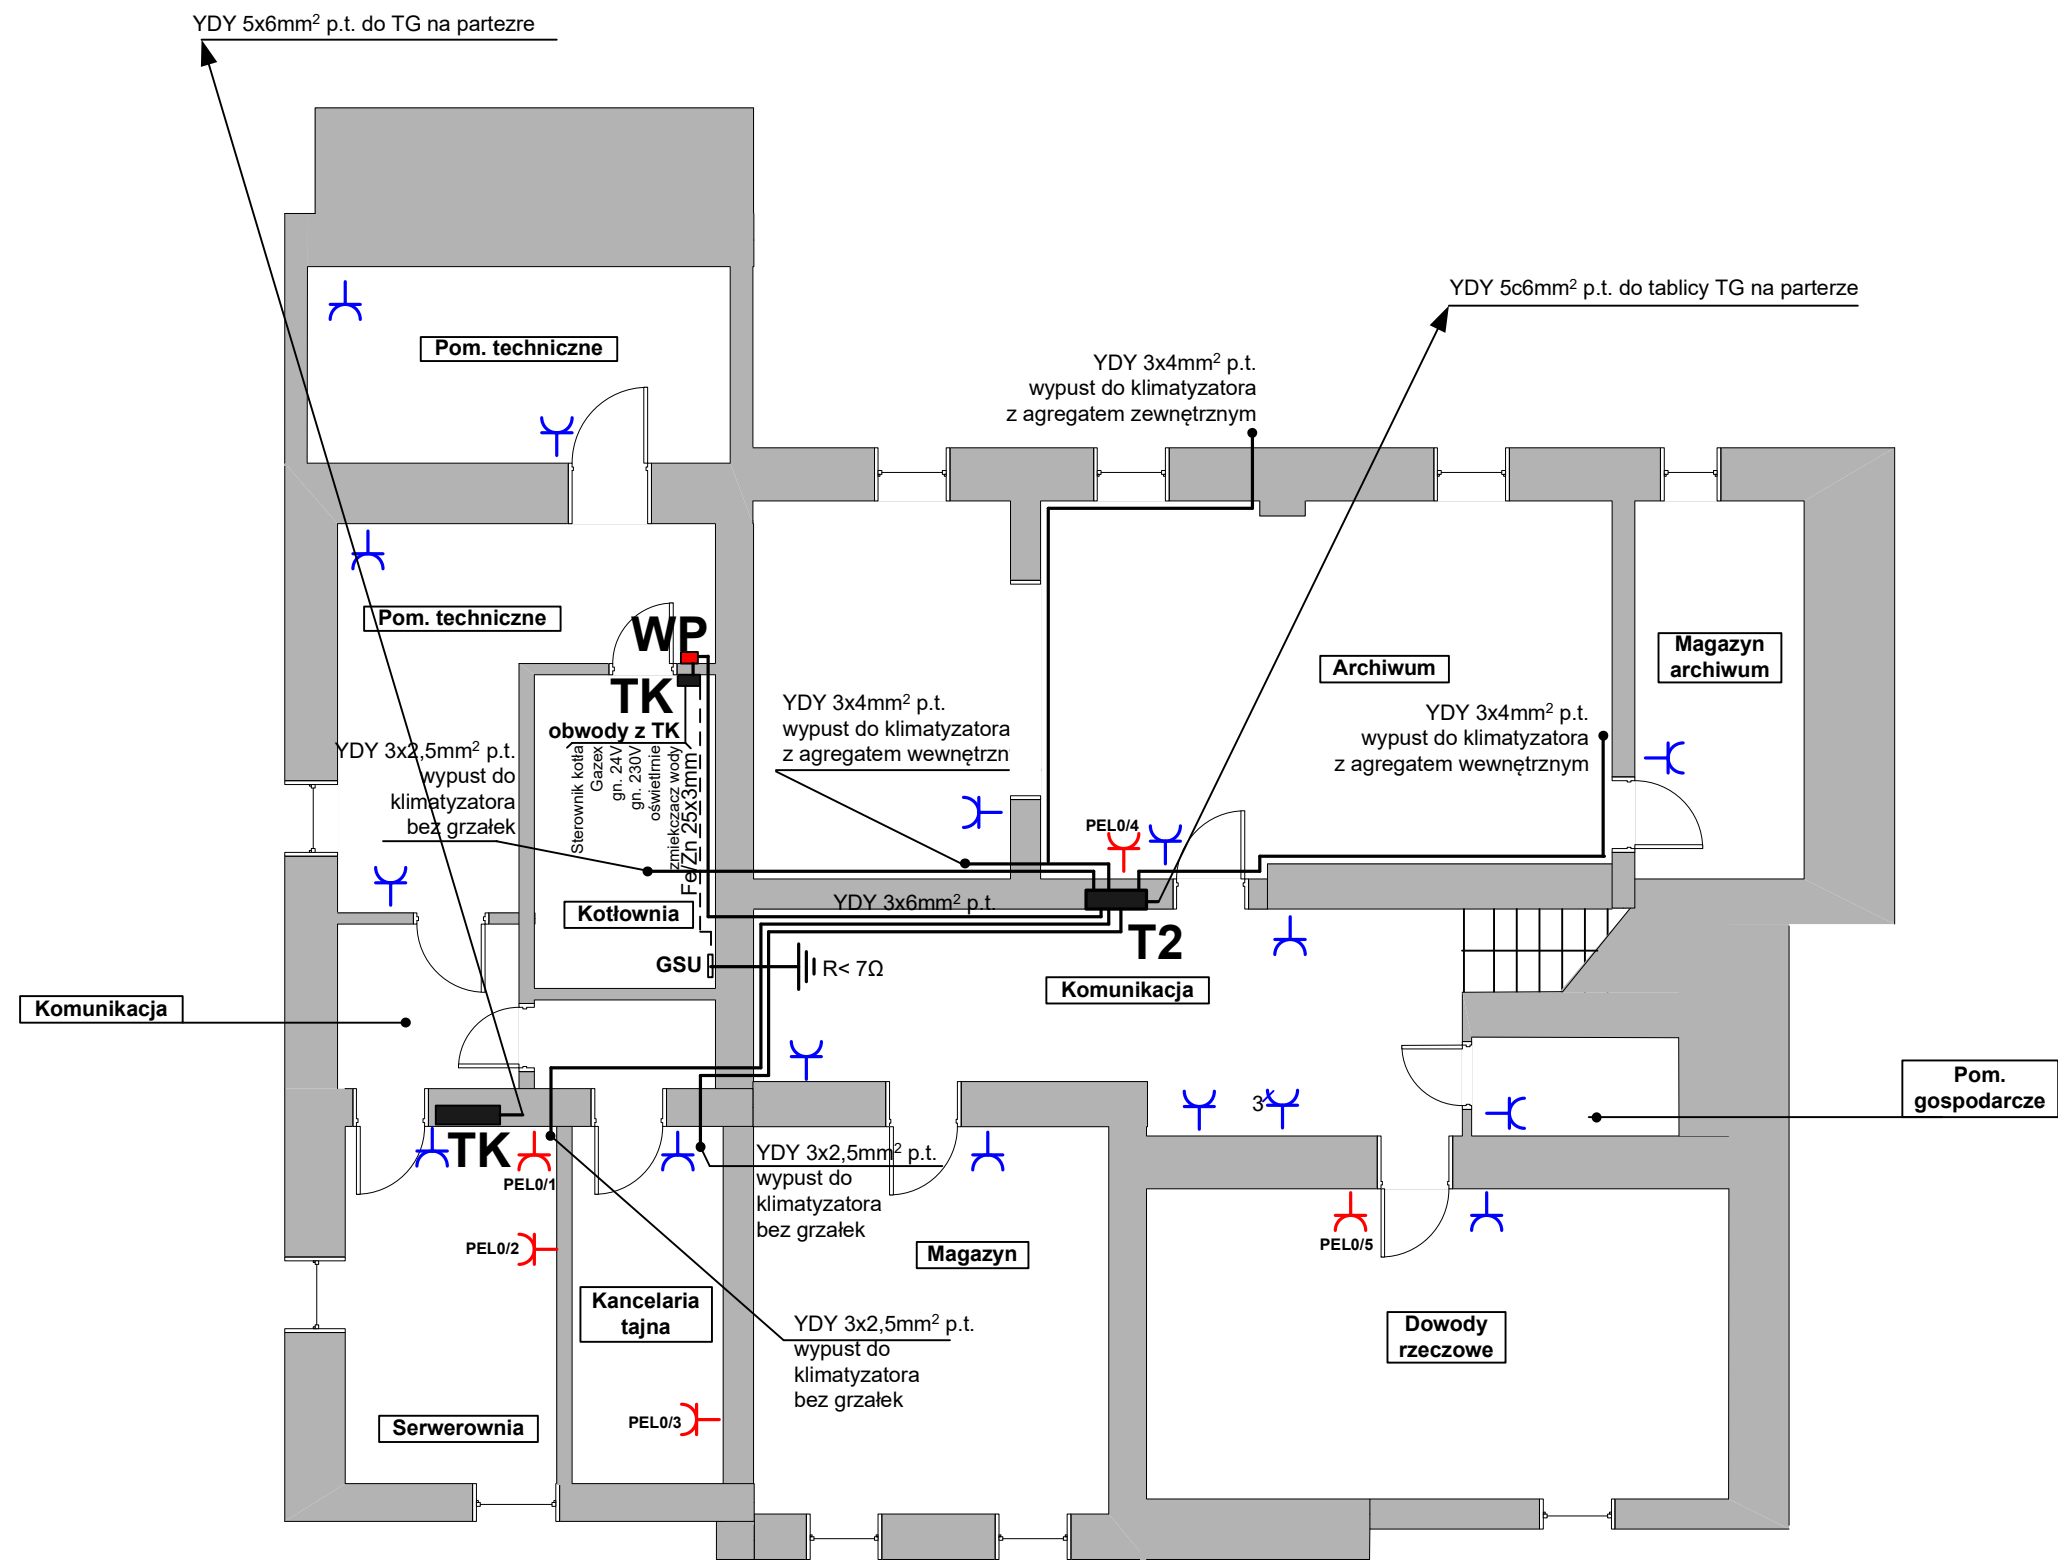 YDY 5x6mm² p.t. do TG na partezre
YDY 5c6mm² p.t. do tablicy TG na parterze
Pom. techniczne
YDY 3x4mm² p.t.
wypust do klimatyzatora
z agregatem zewnętrznym
Pom. techniczne
WP
TK
obwody z TK
Sterownik kotła
Gazex
gn. 24V
gn. 230V
oświetlrnie
zmiekczacz wody
Fe/Zn 25x3mm
YDY 3x2,5mm² p.t.
wypust do
klimatyzatora
bez grzałek
YDY 3x4mm² p.t.
wypust do klimatyzatora
z agregatem wewnętrzn
Archiwum
Magazyn
archiwum
YDY 3x4mm² p.t.
wypust do klimatyzatora
z agregatem wewnętrznym
PEL0/4
Kotłownia
YDY 3x6mm² p.t.
T2
GSU
R< 7Ω
Komunikacja
Komunikacja
Pom.
gospodarcze
3x
TK
PEL0/1
YDY 3x2,5mm² p.t.
wypust do
klimatyzatora
bez grzałek
PEL0/2
Magazyn
PEL0/5
Kancelaria
tajna
YDY 3x2,5mm² p.t.
wypust do
klimatyzatora
bez grzałek
Dowody
rzeczowe
Serwerownia
PEL0/3